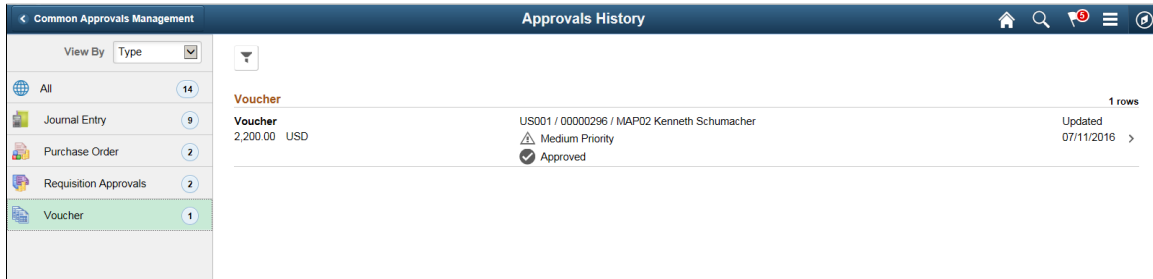 Common Approvals Management
Approvals History
5
View By Type
All 14
Journal Entry 9
Purchase Order 2
Requisition Approvals 2
Voucher 1
Voucher
1 rows
Voucher
2,200.00 USD
US001 / 00000296 / MAP02 Kenneth Schumacher
Medium Priority
Approved
Updated
07/11/2016